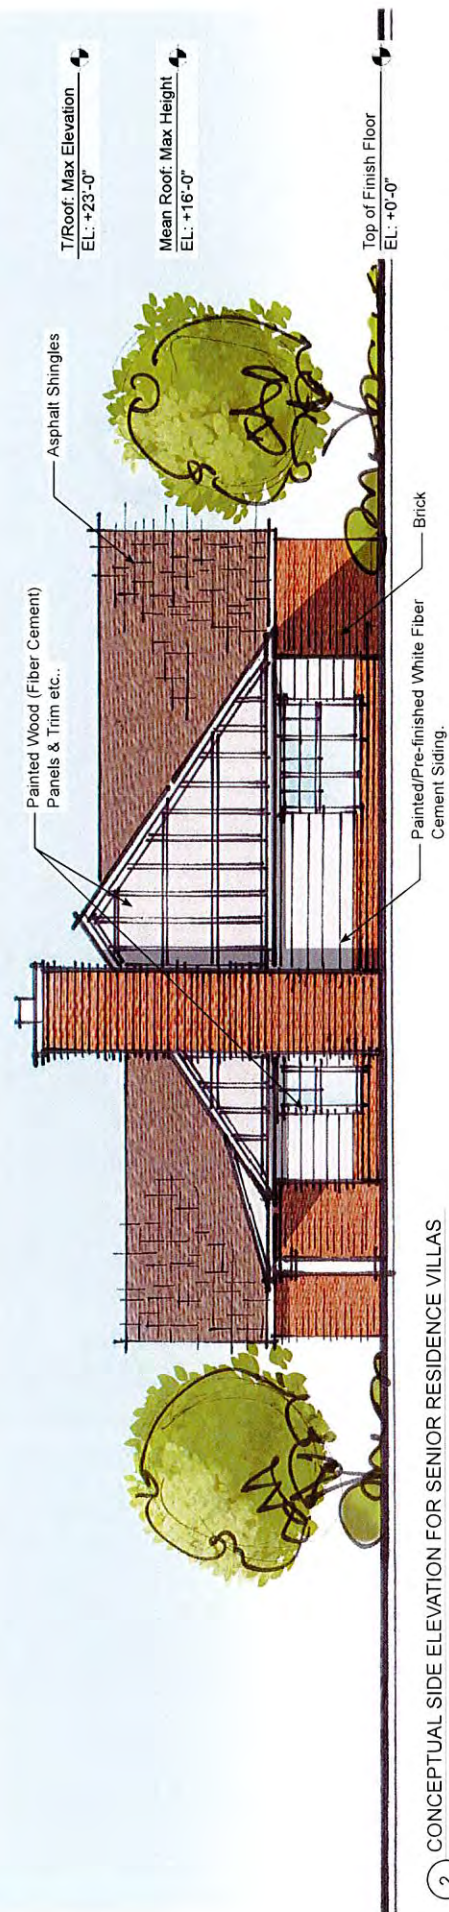 T/Roof: Max Elevation
EL: +23'-0"
Mean Roof: Max Height
EL: +16'-0"
Top of Finish Floor
EL: +0'-0"
Asphalt Shingles
Painted Wood (Fiber Cement)
Panels & Trim etc..
Brick
Painted/Pre-finished White Fiber
Cement Siding.
2 CONCEPTUAL SIDE ELEVATION FOR SENIOR RESIDENCE VILLAS